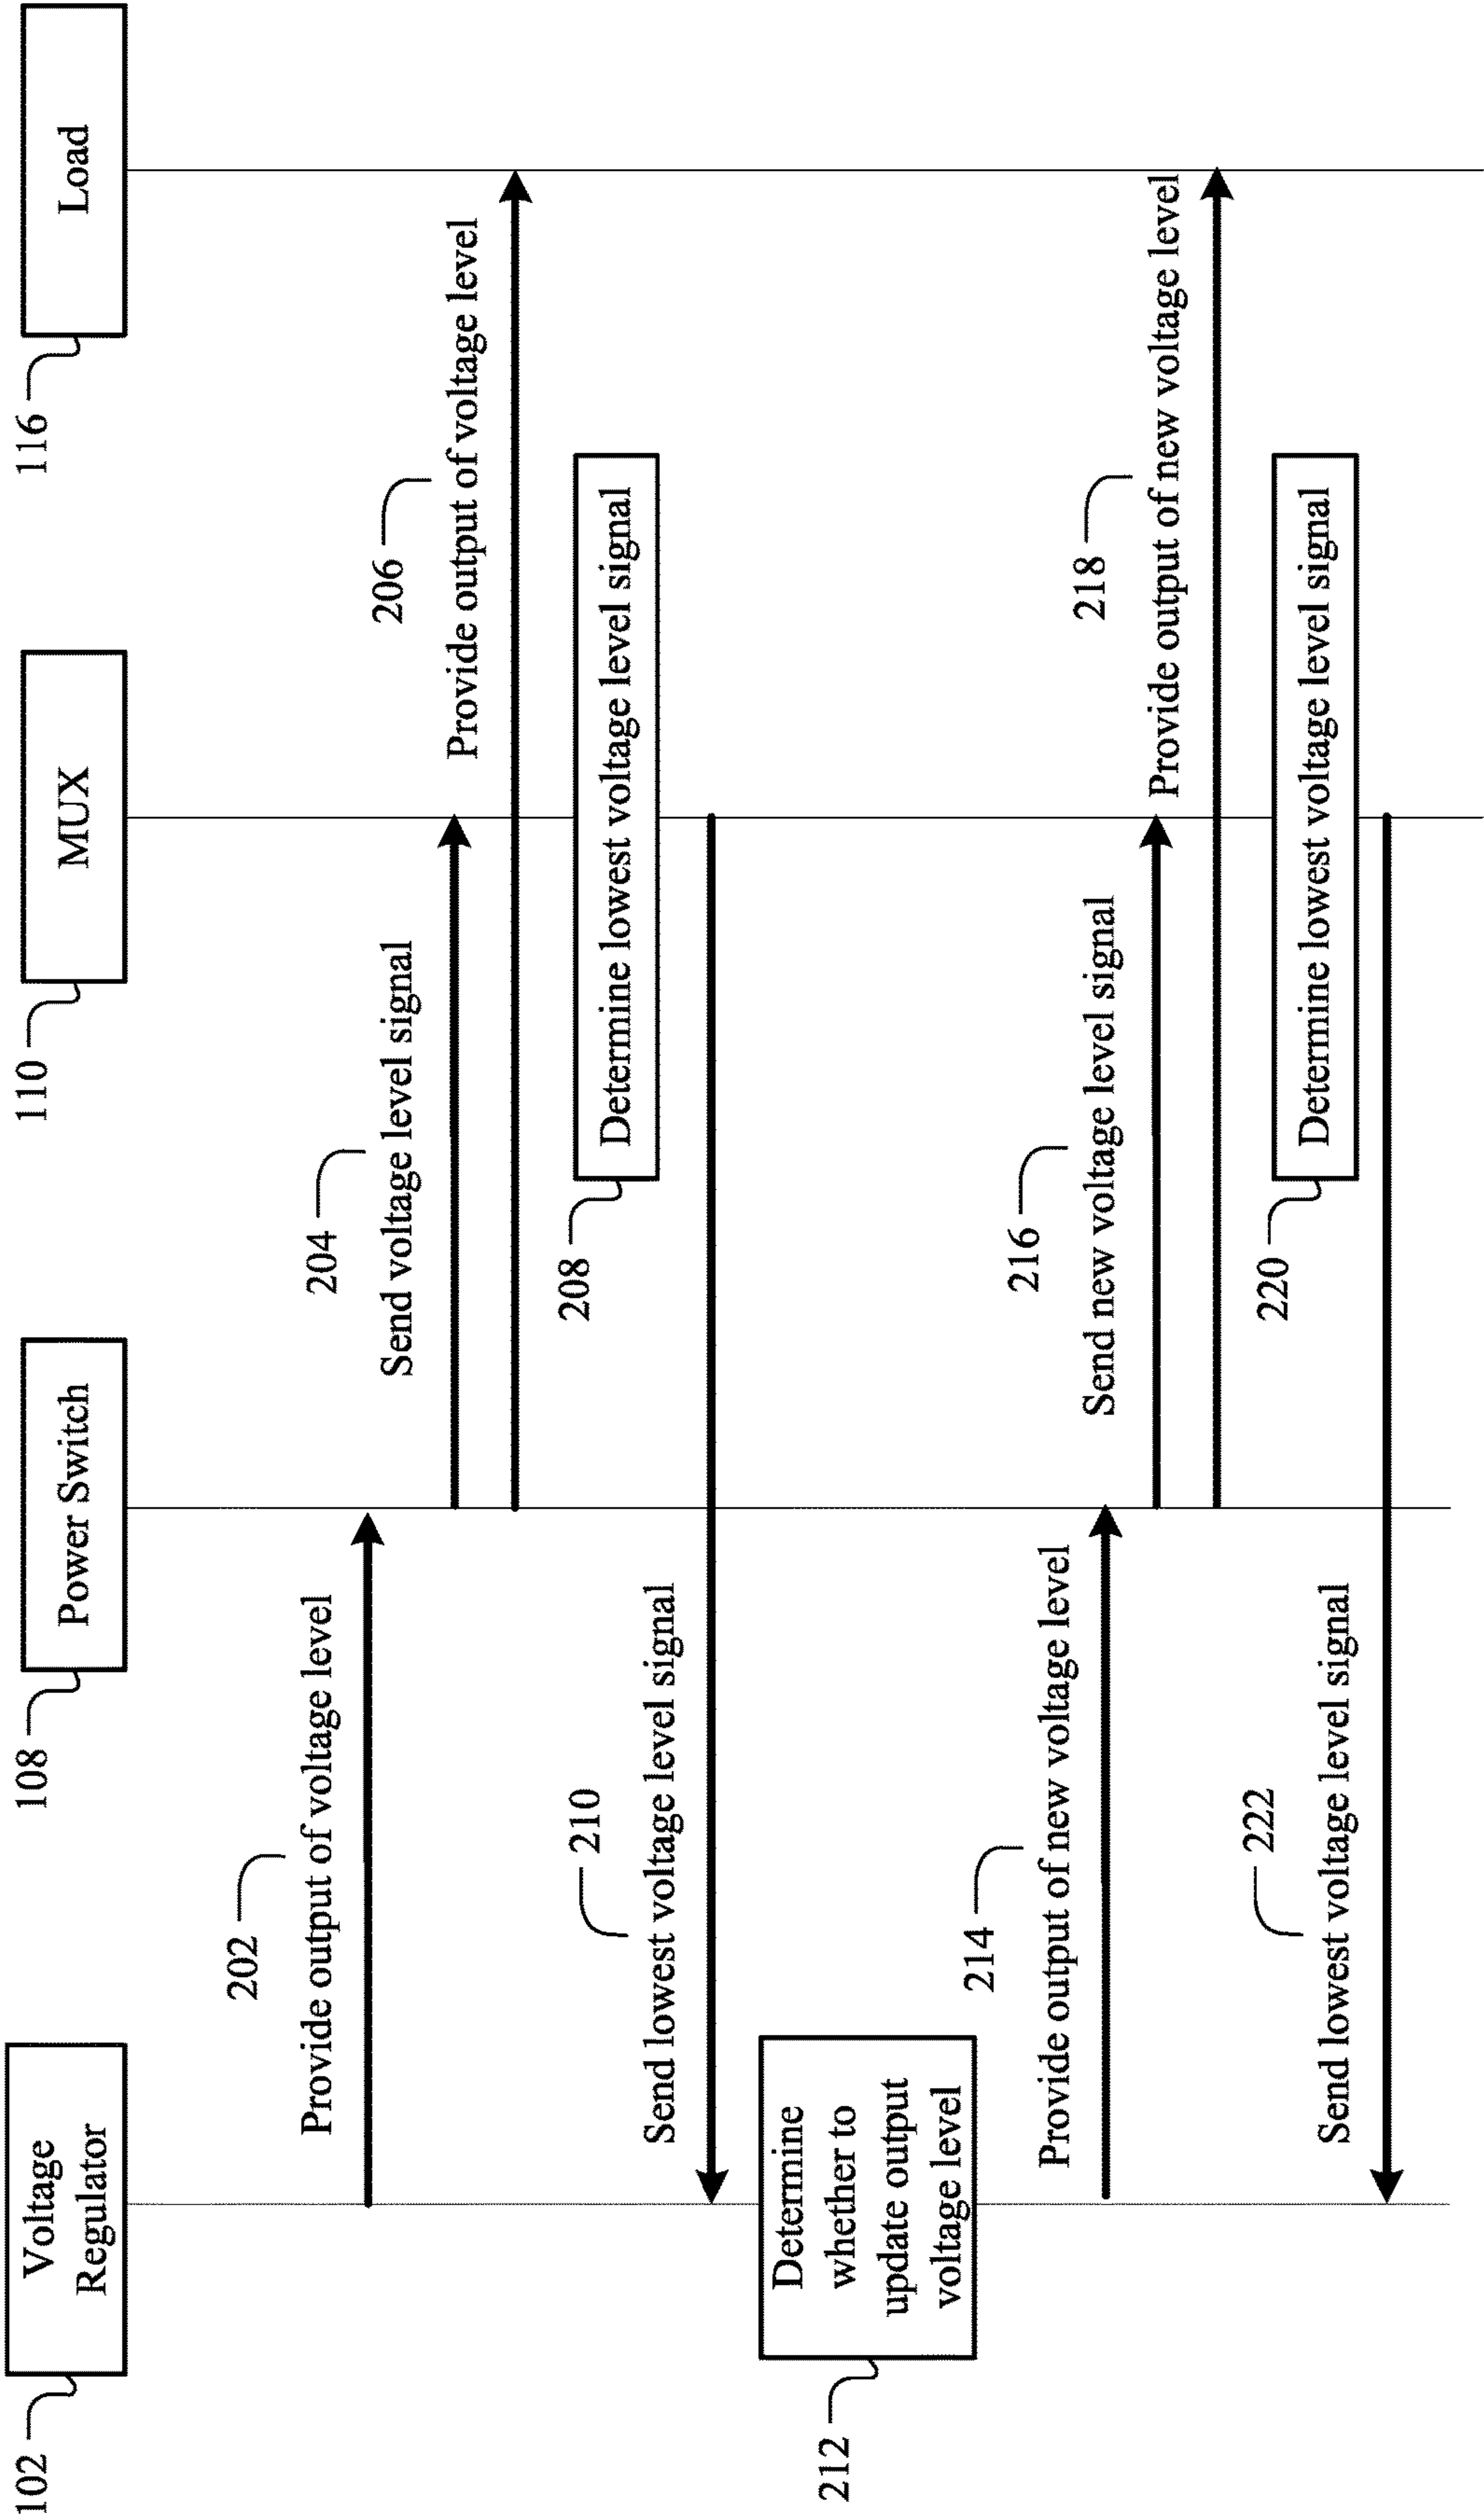 102
Voltage
Regulator
108
Power Switch
110
MUX
116
Load
202
Provide output of voltage level
204
Send voltage level signal
206
Provide output of voltage level
208
Determine lowest voltage level signal
210
Send lowest voltage level signal
212
Determine
whether to
update output
voltage level
214
Provide output of new voltage level
216
Send new voltage level signal
218
Provide output of new voltage level
220
Determine lowest voltage level signal
222
Send lowest voltage level signal